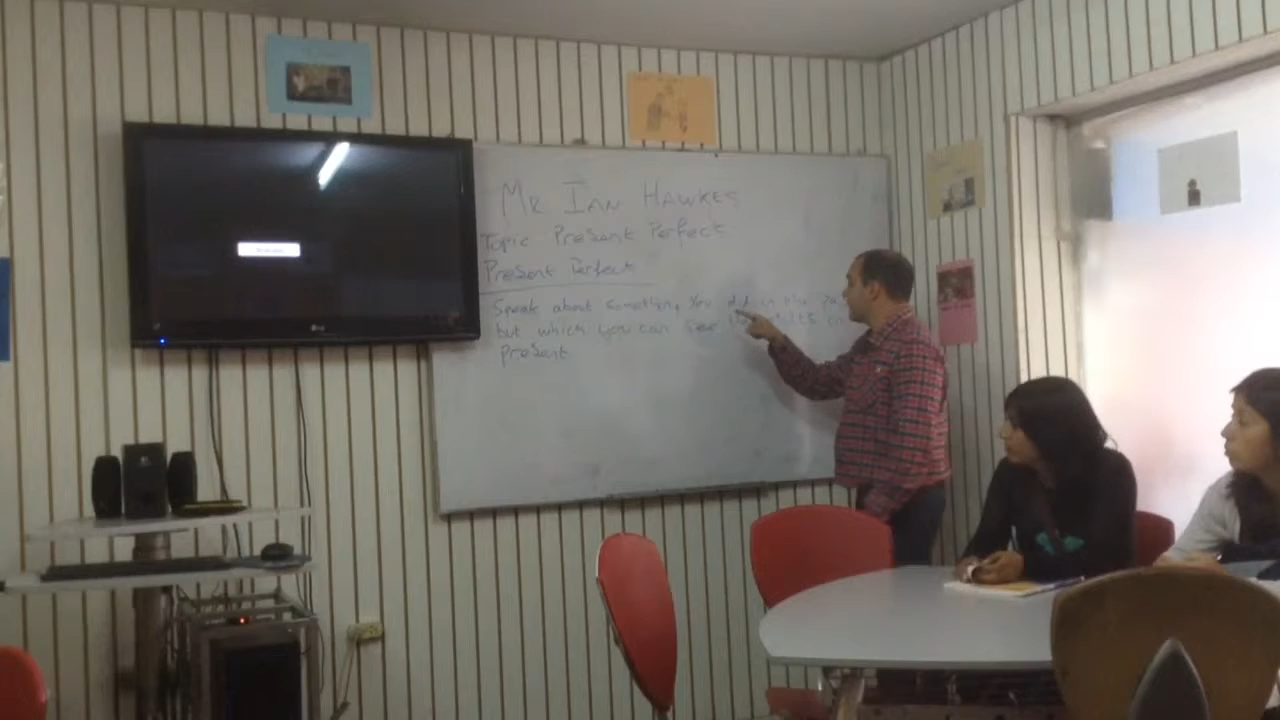 Mr Ian Hawkes
Topic Present Perfect
Present Perfect
Speak about something you did in the
but which you can see
Present
LG